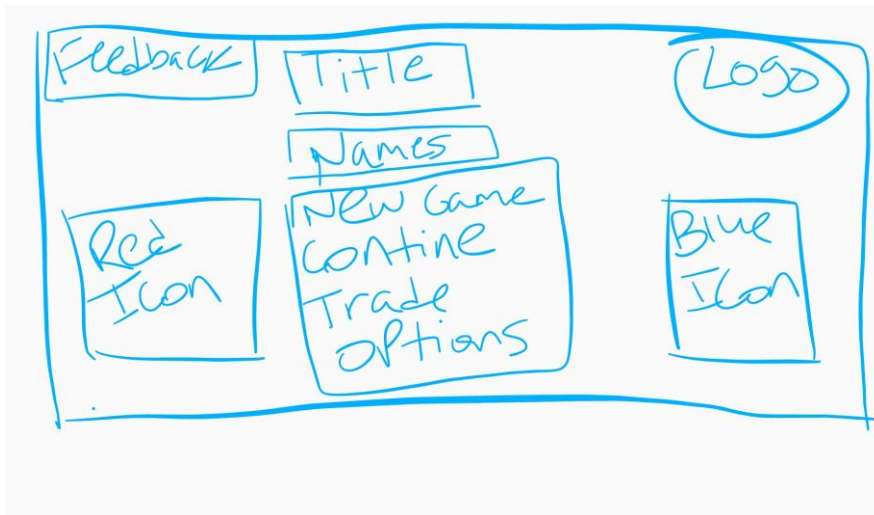 Feedback
Title
Logo
Names
New Game
Contine
Trade
Options
Red
Icon
Blue
Icon